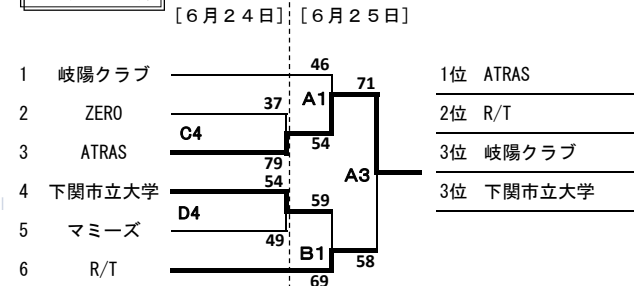 [６月２４日] [６月２５日]
46
1 岐陽クラブ 71 1位 ATRAS
A1
2 ZERO 37 2位 R/T
C4
3 ATRAS 79 54 3位 岐陽クラブ
A3
4 下関市立大学 54 59 3位 下関市立大学
D4
5 マミーズ 49
B1
6 R/T 69 58